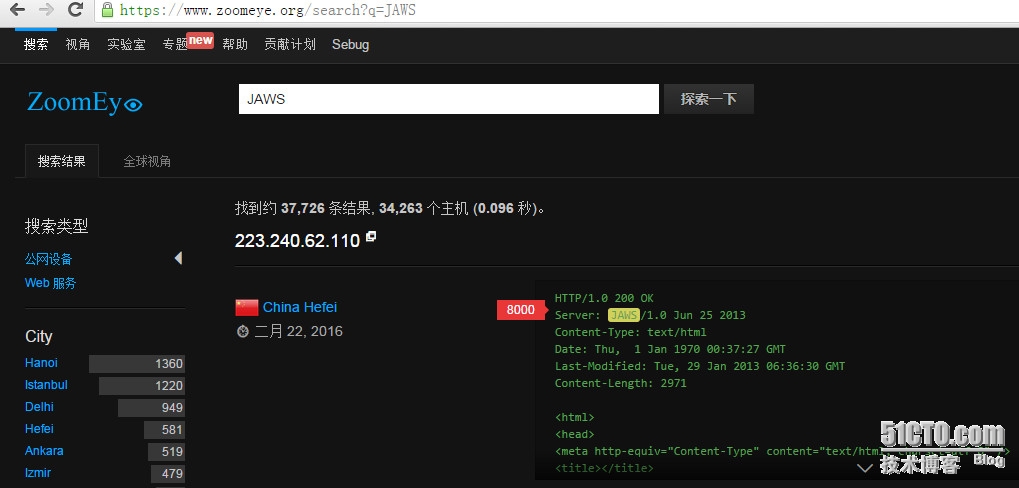 https://www.zoomeye.org/search?q=JAWS
搜索 视角 实验室 专题 new 帮助 贡献计划 Sebug
ZoomEye
JAWS
探索一下
搜索结果 全球视角
找到约 37,726 条结果, 34,263 个主机 (0.096 秒)。
223.240.62.110
搜索类型
公网设备
Web 服务
City
Hanoi 1360
Istanbul 1220
Delhi 949
Hefei 581
Ankara 519
Izmir 479
China Hefei
二月 22, 2016
8000
HTTP/1.0 200 OK
Server: JAWS/1.0 Jun 25 2013
Content-Type: text/html
Date: Thu, 1 Jan 1970 00:37:27 GMT
Last-Modified: Tue, 29 Jan 2013 06:36:30 GMT
Content-Length: 2971
<html>
<head>
<meta http-equiv="Content-Type" content="text/html
<title></title>
51CTO.com
技术博客 Blog